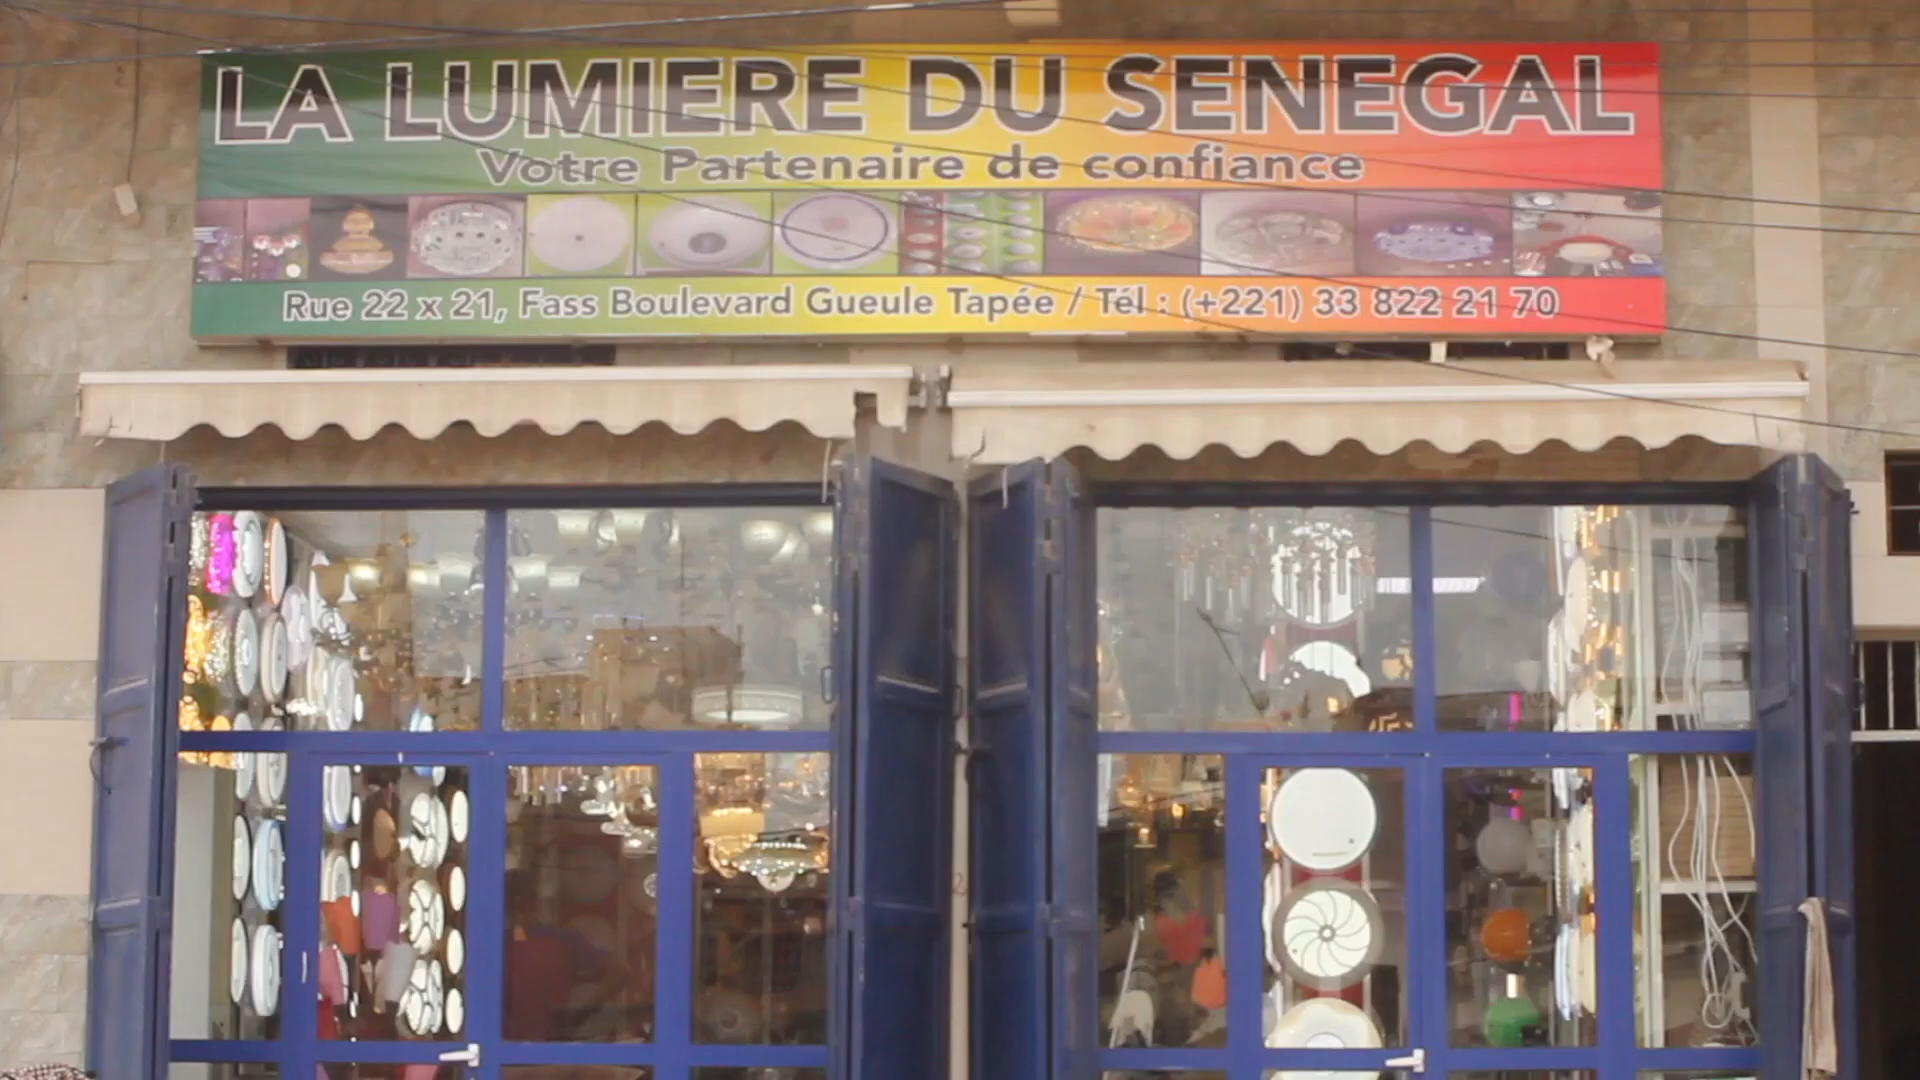 LA LUMIERE DU SENEGAL
Votre Partenaire de confiance
Rue 22 x 21, Fass Boulevard Gueule Tapée / Tél : (+221) 33 822 21 70